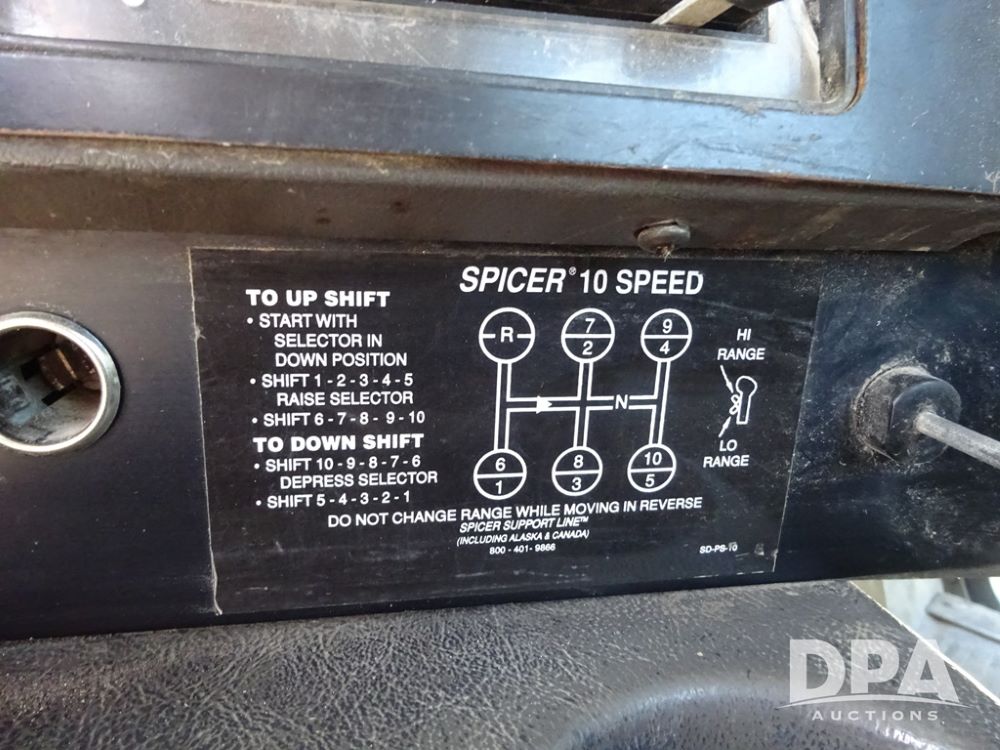 SPICER® 10 SPEED
TO UP SHIFT
• START WITH
SELECTOR IN
DOWN POSITION
• SHIFT 1 - 2 - 3 - 4 - 5
RAISE SELECTOR
• SHIFT 6 - 7 - 8 - 9 - 10
TO DOWN SHIFT
• SHIFT 10 - 9 - 8 - 7 - 6
DEPRESS SELECTOR
• SHIFT 5 - 4 - 3 - 2 - 1
R
7
2
9
4
N
6
1
8
3
10
5
HI
RANGE
LO
RANGE
DO NOT CHANGE RANGE WHILE MOVING IN REVERSE
SPICER SUPPORT LINE™
(INCLUDING ALASKA & CANADA)
800 - 401 - 9866
SD-PS-10
DPA
AUCTIONS